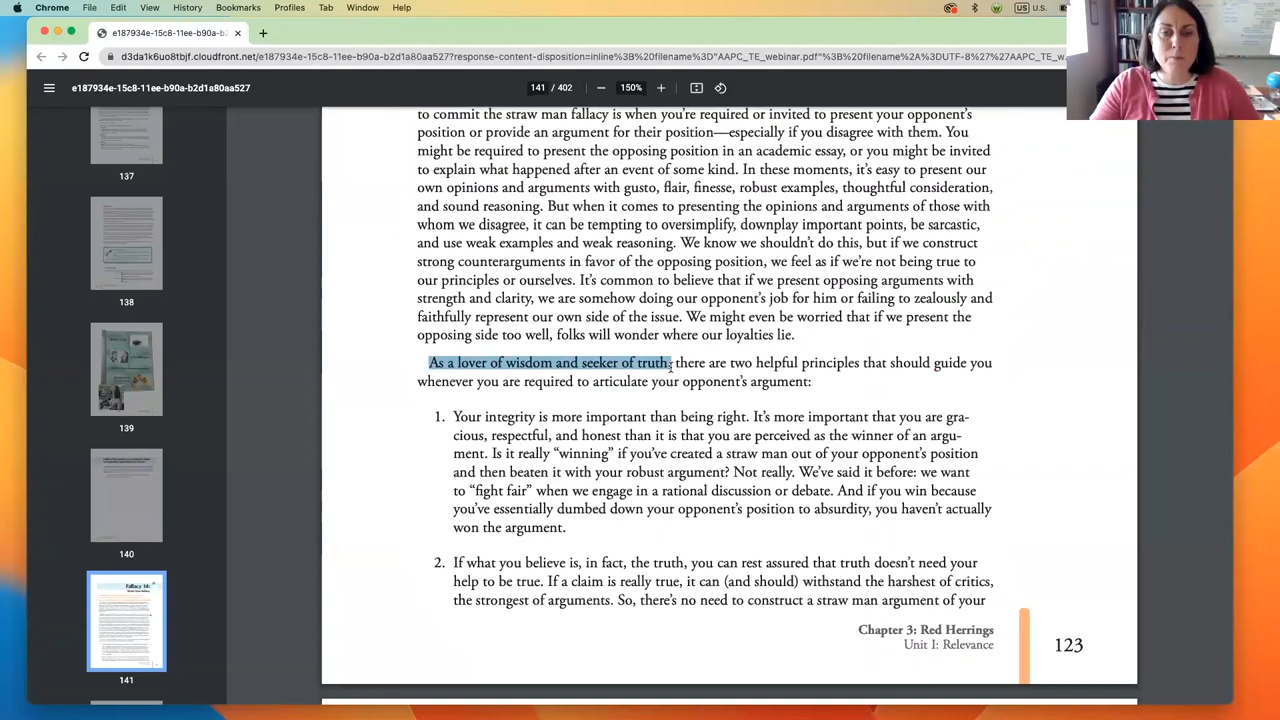 Chrome File Edit View History Bookmarks Profiles Tab Window Help US U.S.
e187934e-15c8-11ee-b90a-b2d
d3da1k6uo8tbjf.cloudfront.net/e187934e-15c8-11ee-b90a-b2d1a80aa527?response-content-disposition=inline%3B%20filename%3D"AAPC_TE_webinar.pdf"%3B%20filename%2A%3DUTF-8%27%27AAPC_TE_w
e187934e-15c8-11ee-b90a-b2d1a80aa527 141 / 402 150%
137
138
139
140
141
to commit the straw man fallacy is when you're required or invited to present your opponent's
position or provide an argument for their position—especially if you disagree with them. You
might be required to present the opposing position in an academic essay, or you might be invited
to explain what happened after an event of some kind. In these moments, it's easy to present our
own opinions and arguments with gusto, flair, finesse, robust examples, thoughtful consideration,
and sound reasoning. But when it comes to presenting the opinions and arguments of those with
whom we disagree, it can be tempting to oversimplify, downplay important points, be sarcastic,
and use weak examples and weak reasoning. We know we shouldn't do this, but if we construct
strong counterarguments in favor of the opposing position, we feel as if we're not being true to
our principles or ourselves. It's common to believe that if we present opposing arguments with
strength and clarity, we are somehow doing our opponent's job for him or failing to zealously and
faithfully represent our own side of the issue. We might even be worried that if we present the
opposing side too well, folks will wonder where our loyalties lie.
As a lover of wisdom and seeker of truth, there are two helpful principles that should guide you
whenever you are required to articulate your opponent's argument:
1. Your integrity is more important than being right. It's more important that you are gra-
cious, respectful, and honest than it is that you are perceived as the winner of an argu-
ment. Is it really "winning" if you've created a straw man out of your opponent's position
and then beaten it with your robust argument? Not really. We've said it before: we want
to "fight fair" when we engage in a rational discussion or debate. And if you win because
you've essentially dumbed down your opponent's position to absurdity, you haven't actually
won the argument.
2. If what you believe is, in fact, the truth, you can rest assured that truth doesn't need your
help to be true. If a claim is really true, it can (and should) withstand the harshest of critics,
the strongest of arguments. So, there's no need to construct a straw man argument of your
Chapter 3: Red Herrings
Unit 1: Relevance
123